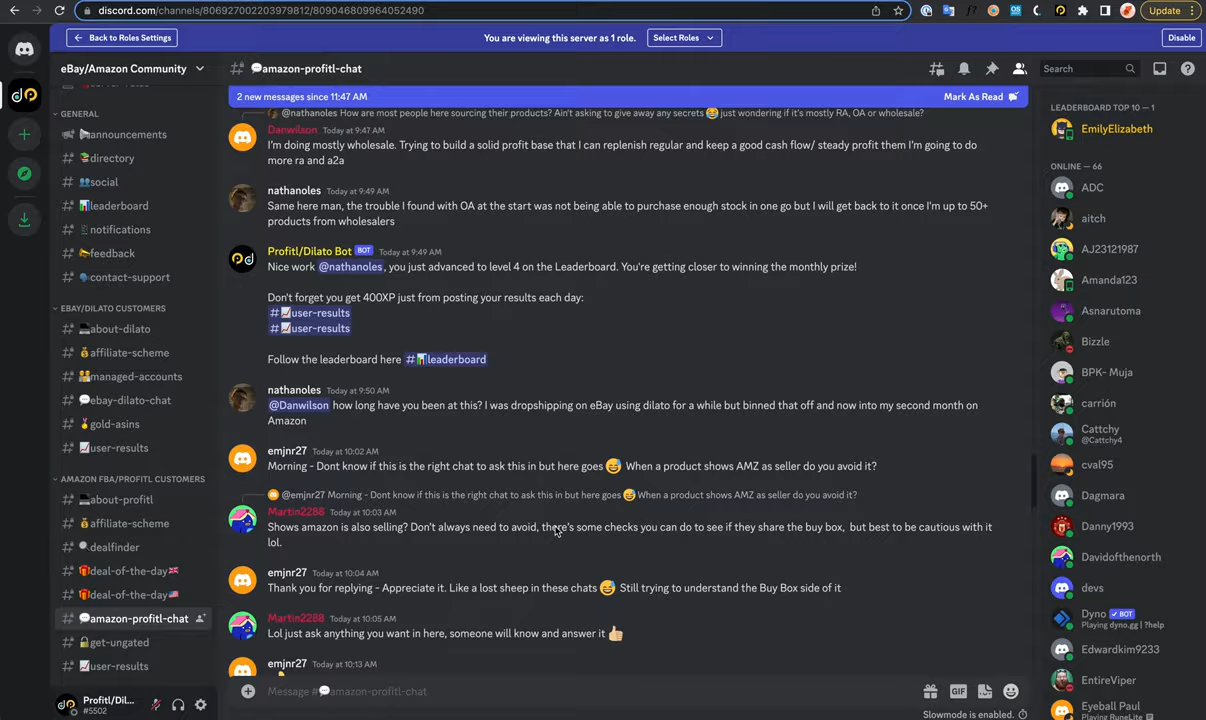 discord.com/channels/806927002203979812/809046809964052490
Update
Back to Roles Settings
You are viewing this server as 1 role.
Select Roles
Disable
eBay/Amazon Community
amazon-profitl-chat
Search
2 new messages since 11:47 AM
Mark As Read
GENERAL
announcements
directory
social
leaderboard
notifications
feedback
contact-support
EBAY/DILATO CUSTOMERS
about-dilato
affiliate-scheme
managed-accounts
ebay-dilato-chat
gold-asins
user-results
AMAZON FBA/PROFITL CUSTOMERS
about-profitl
affiliate-scheme
dealfinder
deal-of-the-day
deal-of-the-day
amazon-profitl-chat
get-ungated
user-results
Profitl/Dil...
#5502
@nathanoles How are most people here sourcing their products? Ain't asking to give away any secrets 😂 just wondering if it's mostly RA, OA or wholesale?
Danwilson Today at 9:47 AM
I'm doing mostly wholesale. Trying to build a solid profit base that I can replenish regular and keep a good cash flow/ steady profit them I'm going to do
more ra and a2a
nathanoles Today at 9:49 AM
Same here man, the trouble I found with OA at the start was not being able to purchase enough stock in one go but I will get back to it once I'm up to 50+
products from wholesalers
Profitl/Dilato Bot BOT Today at 9:49 AM
Nice work @nathanoles, you just advanced to level 4 on the Leaderboard. You're getting closer to winning the monthly prize!
Don't forget you get 400XP just from posting your results each day:
# user-results
# user-results
Follow the leaderboard here # leaderboard
nathanoles Today at 9:50 AM
@Danwilson how long have you been at this? I was dropshipping on eBay using dilato for a while but binned that off and now into my second month on
Amazon
emjnr27 Today at 10:02 AM
Morning - Dont know if this is the right chat to ask this in but here goes 😅 When a product shows AMZ as seller do you avoid it?
@emjnr27 Morning - Dont know if this is the right chat to ask this in but here goes 😅 When a product shows AMZ as seller do you avoid it?
Martin2288 Today at 10:03 AM
Shows amazon is also selling? Don't always need to avoid, there's some checks you can do to see if they share the buy box, but best to be cautious with it
lol.
emjnr27 Today at 10:04 AM
Thank you for replying - Appreciate it. Like a lost sheep in these chats 😅 Still trying to understand the Buy Box side of it
Martin2288 Today at 10:05 AM
Lol just ask anything you want in here, someone will know and answer it 👍
emjnr27 Today at 10:13 AM
Message # amazon-profitl-chat
GIF
Slowmode is enabled.
LEADERBOARD TOP 10 — 1
EmilyElizabeth
ONLINE — 66
ADC
aitch
AJ23121987
Amanda123
Asnarutoma
Bizzle
BPK- Muja
carrión
Cattchy
@Cattchy4
cval95
Dagmara
Danny1993
Davidofthenorth
devs
Dyno BOT
Playing dyno.gg | ?help
Edwardkim9233
EntireViper
Eyeball Paul
Playing RuneLite